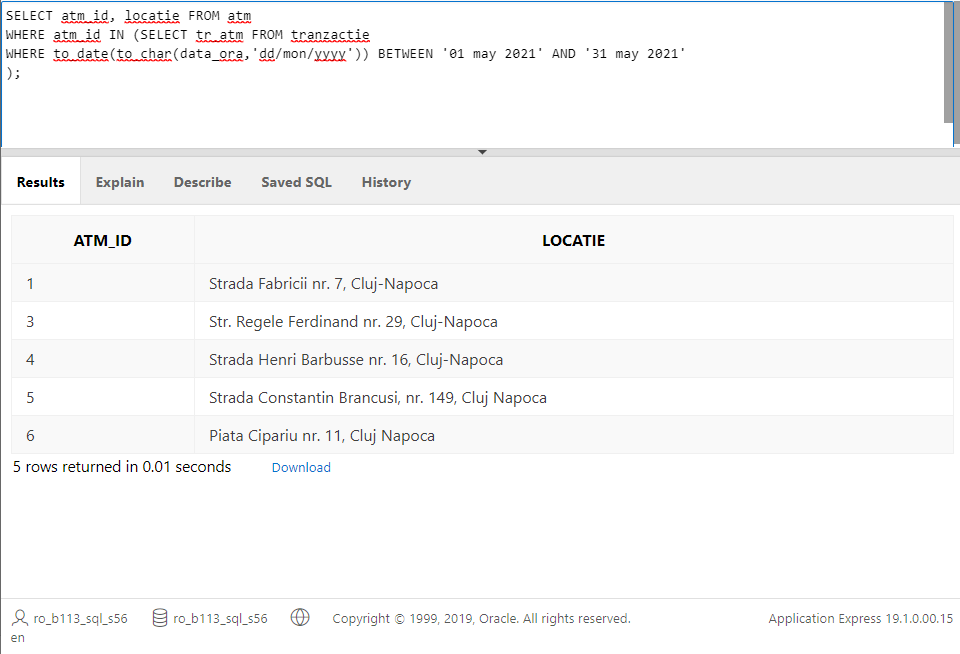 SELECT atm_id, locatie FROM atm
WHERE atm_id IN (SELECT tr_atm FROM tranzactie
WHERE to_date(to_char(data_ora,'dd/mon/yyyy')) BETWEEN '01 may 2021' AND '31 may 2021'
);
Results Explain Describe Saved SQL History
ATM_ID LOCATIE
1 Strada Fabricii nr. 7, Cluj-Napoca
3 Str. Regele Ferdinand nr. 29, Cluj-Napoca
4 Strada Henri Barbusse nr. 16, Cluj-Napoca
5 Strada Constantin Brancusi, nr. 149, Cluj Napoca
6 Piata Cipariu nr. 11, Cluj Napoca
5 rows returned in 0.01 seconds Download
ro_b113_sql_s56 ro_b113_sql_s56 Copyright © 1999, 2019, Oracle. All rights reserved. Application Express 19.1.0.00.15
en